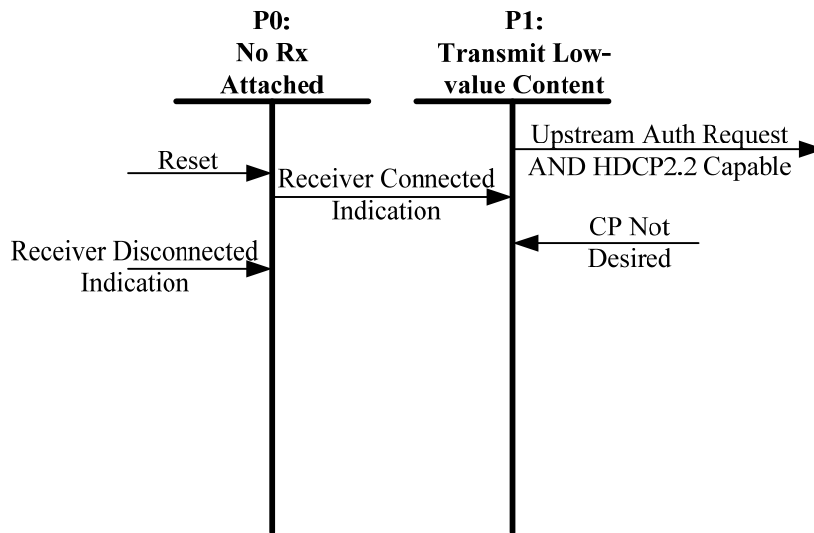 P0:
No Rx
Attached
P1:
Transmit Low-
value Content
Upstream Auth Request
AND HDCP2.2 Capable
Reset
Receiver Connected
Indication
CP Not
Desired
Receiver Disconnected
Indication